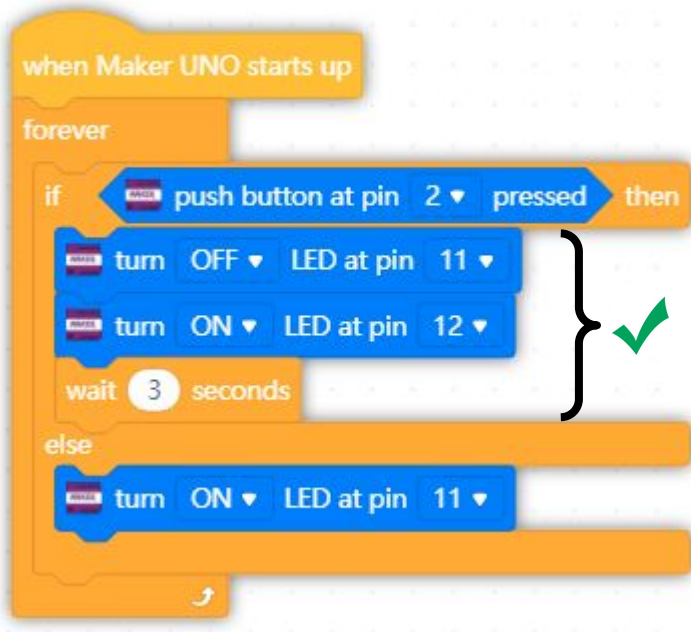 when Maker UNO starts up
forever
if push button at pin 2 pressed then
turn OFF LED at pin 11
turn ON LED at pin 12
wait 3 seconds
else
turn ON LED at pin 11